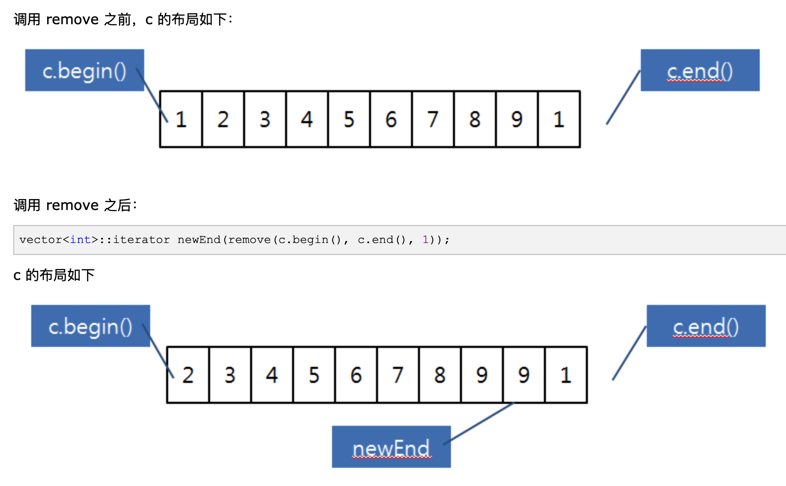 调用 remove 之前，c 的布局如下：
c.begin()
c.end()
1 2 3 4 5 6 7 8 9 1
调用 remove 之后：
vector<int>::iterator newEnd(remove(c.begin(), c.end(), 1));
c 的布局如下
c.begin()
c.end()
2 3 4 5 6 7 8 9 9 1
newEnd